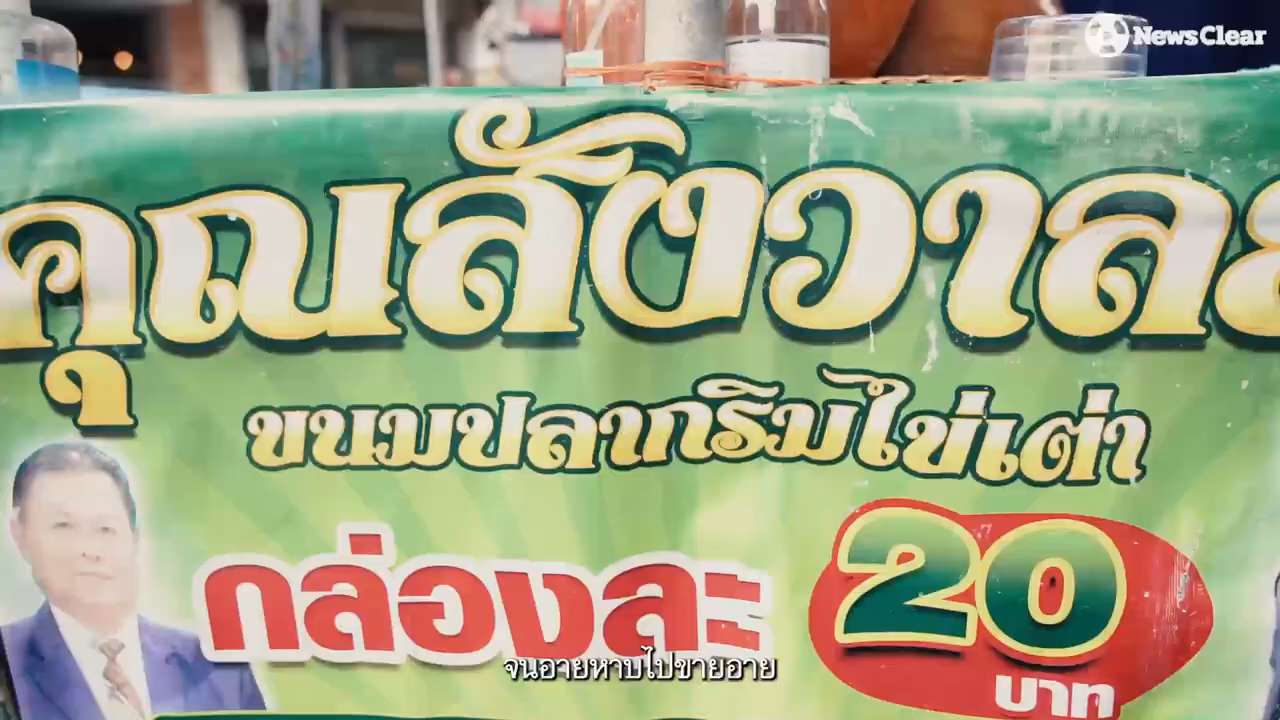 News Clear
คุณสังวาล
ขนมปลากริมไข่เต่า
กล่องละ 20
บาท
จนอายหาบไปขายอาย